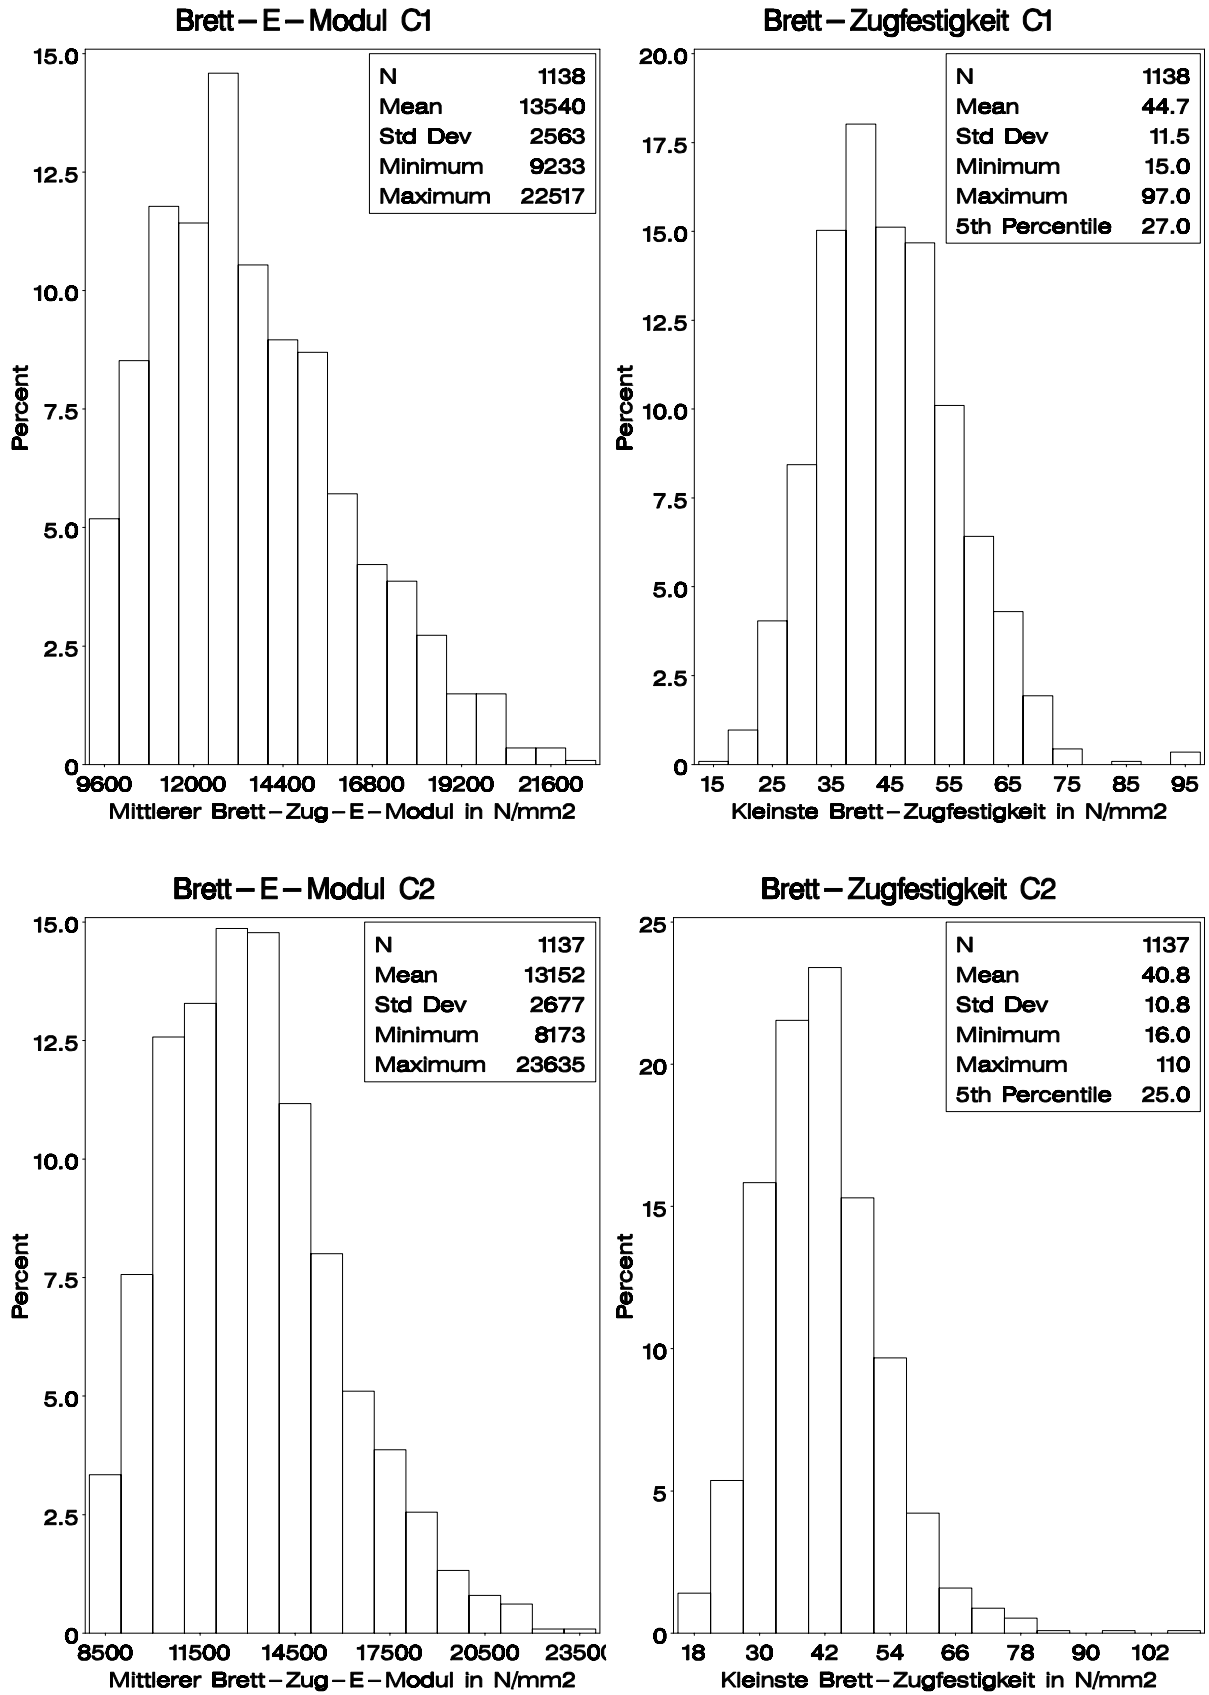 Brett-E-Modul C1
15.0
12.5
10.0
7.5
5.0
2.5
0
Percent
N 1138
Mean 13540
Std Dev 2563
Minimum 9233
Maximum 22517
9600 12000 14400 16800 19200 21600
Mittlerer Brett-Zug-E-Modul in N/mm2
Brett-Zugfestigkeit C1
20.0
17.5
15.0
12.5
10.0
7.5
5.0
2.5
0
Percent
N 1138
Mean 44.7
Std Dev 11.5
Minimum 15.0
Maximum 97.0
5th Percentile 27.0
15 25 35 45 55 65 75 85 95
Kleinste Brett-Zugfestigkeit in N/mm2
Brett-E-Modul C2
15.0
12.5
10.0
7.5
5.0
2.5
0
Percent
N 1137
Mean 13152
Std Dev 2677
Minimum 8173
Maximum 23635
8500 11500 14500 17500 20500 23500
Mittlerer Brett-Zug-E-Modul in N/mm2
Brett-Zugfestigkeit C2
25
20
15
10
5
0
Percent
N 1137
Mean 40.8
Std Dev 10.8
Minimum 16.0
Maximum 110
5th Percentile 25.0
18 30 42 54 66 78 90 102
Kleinste Brett-Zugfestigkeit in N/mm2